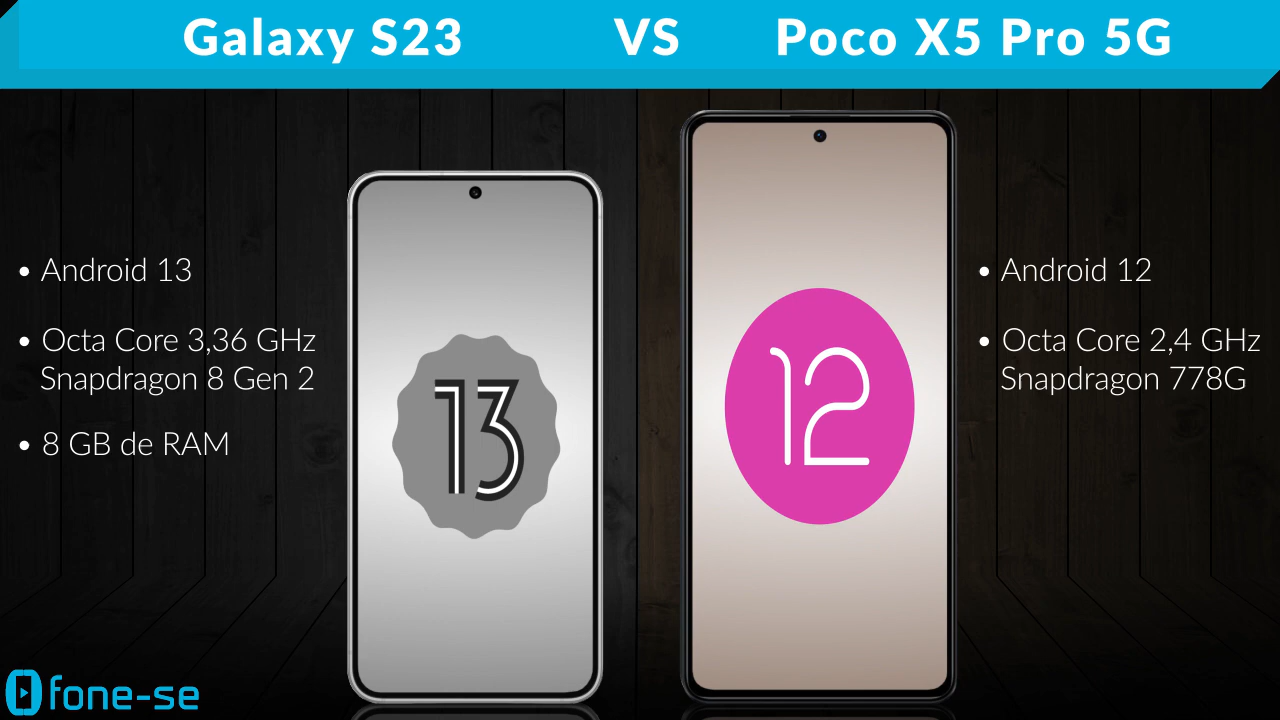 Galaxy S23 VS Poco X5 Pro 5G
• Android 13
• Octa Core 3,36 GHz
Snapdragon 8 Gen 2
• 8 GB de RAM
13
12
• Android 12
• Octa Core 2,4 GHz
Snapdragon 778G
fone-se